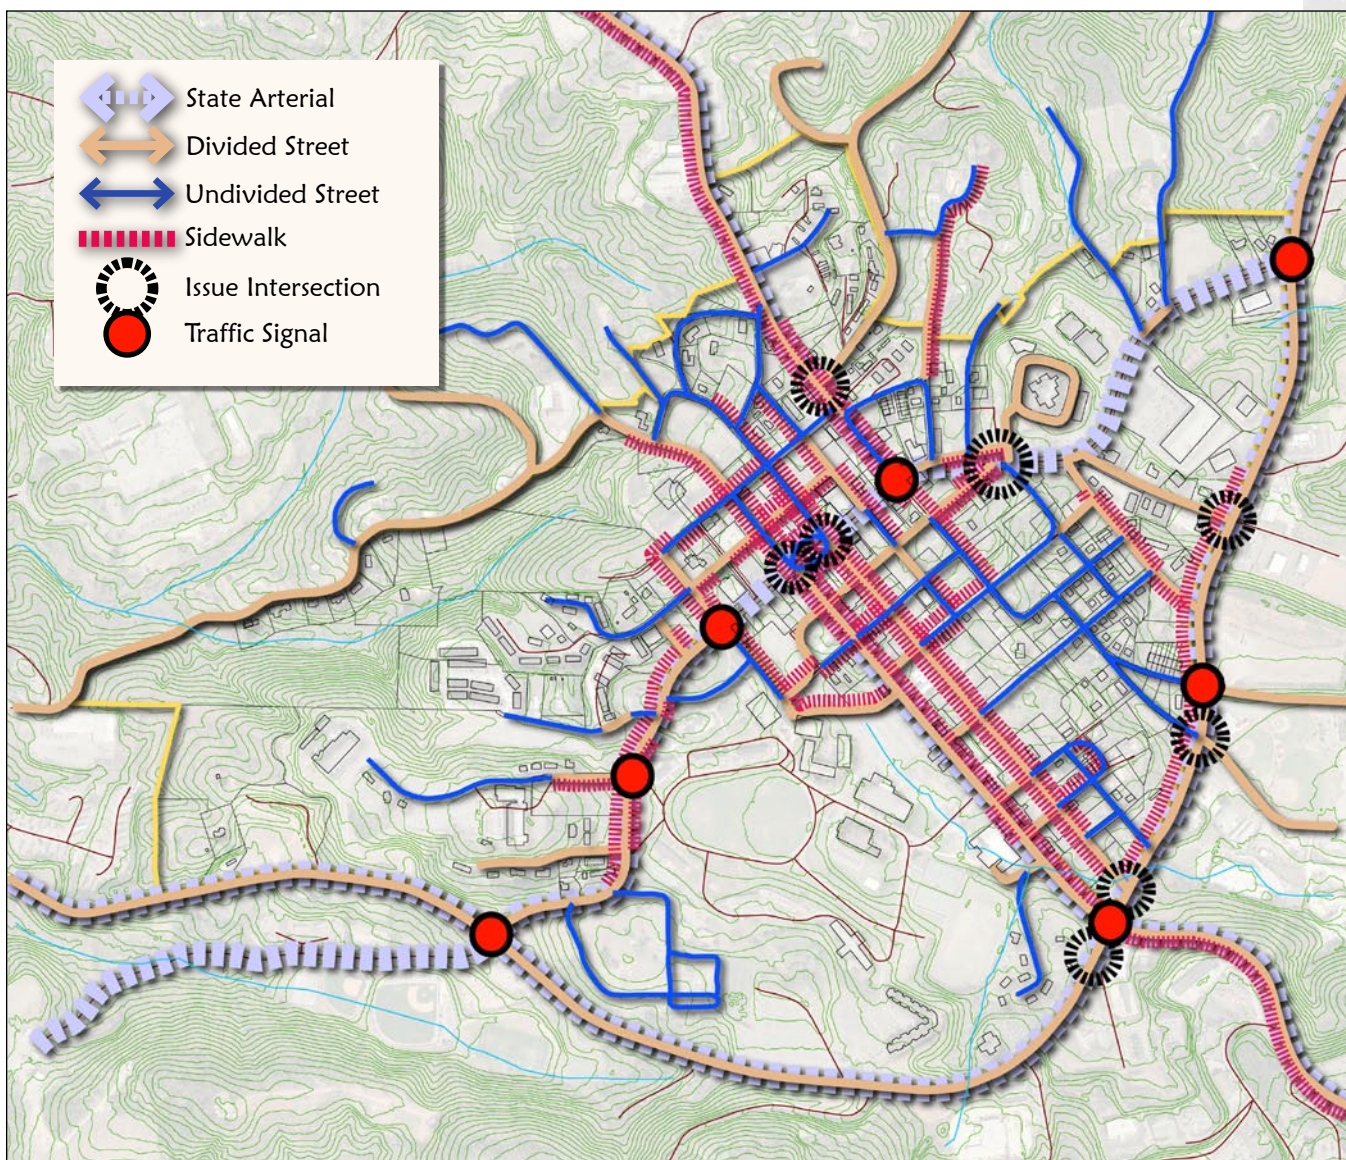 State Arterial
Divided Street
Undivided Street
Sidewalk
Issue Intersection
Traffic Signal